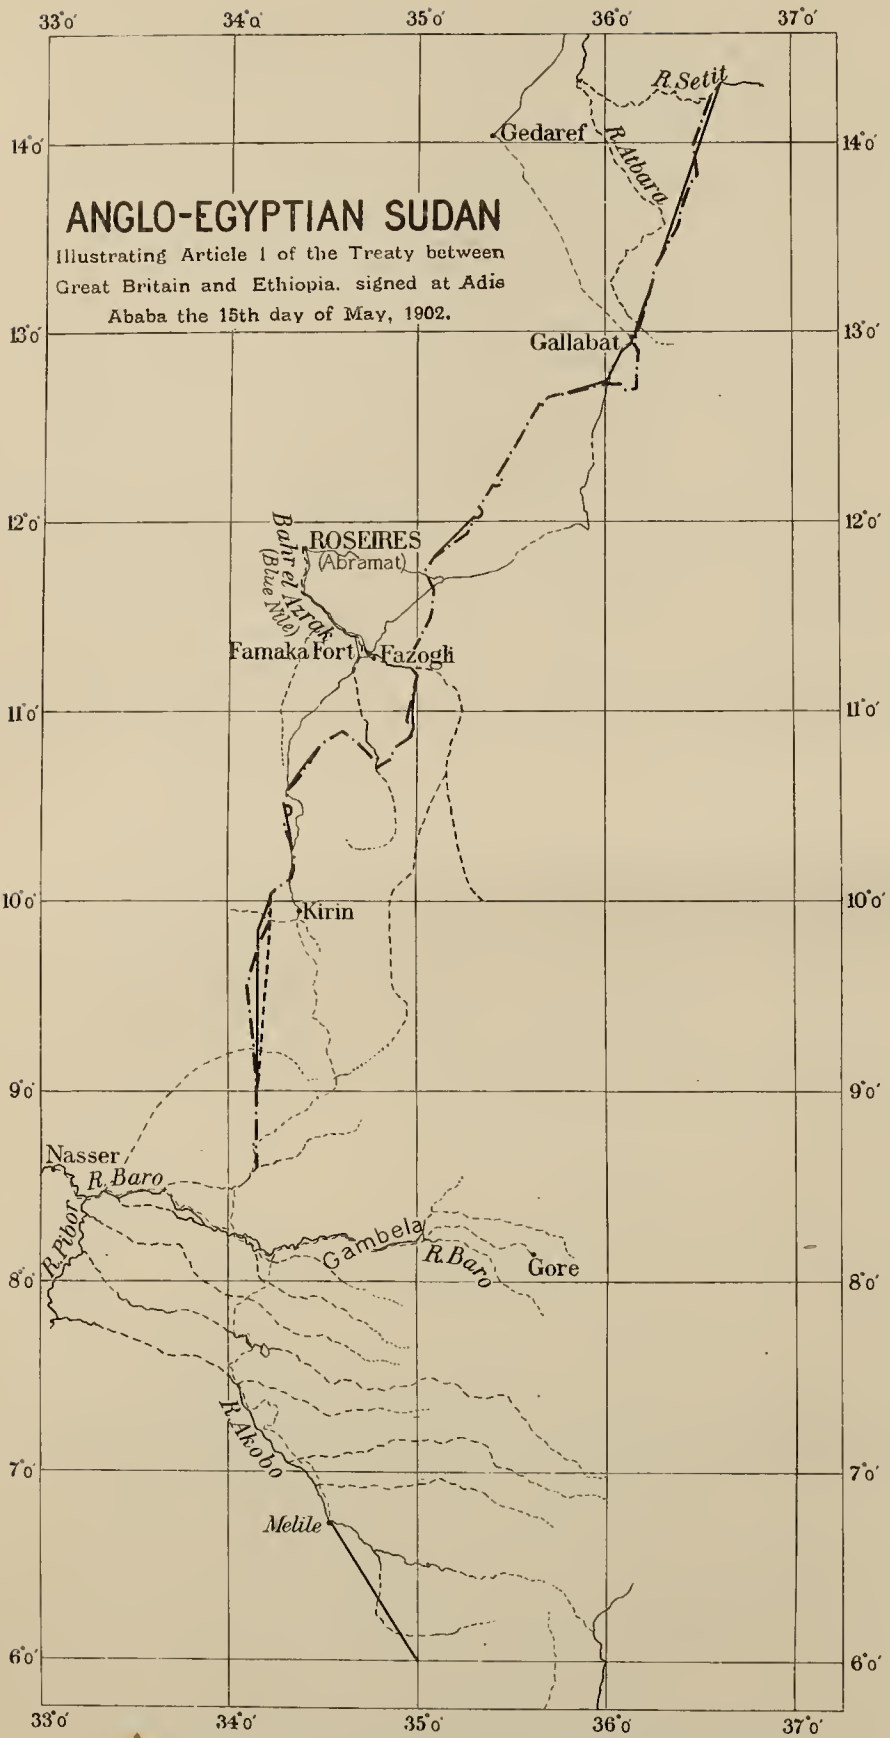 33°0' 34°0' 35°0' 36°0' 37°0'
R. Setit
14°0' Gedaref 14°0'
R. Atbara
ANGLO-EGYPTIAN SUDAN
Illustrating Article 1 of the Treaty between
Great Britain and Ethiopia. signed at Adis
Ababa the 15th day of May, 1902.
13°0' 13°0'
Gallabat
12°0' 12°0'
ROSEIRES
(Abramat)
Bahr el Azrak
(Blue Nile)
Famaka Fort Fazogli
11°0' 11°0'
10°0' 10°0'
Kirin
9°0' 9°0'
Nasser
R. Baro
R. Pibor
Gambela
R. Baro
Gore
8°0' 8°0'
R. Akobo
7°0' 7°0'
Melile
6°0' 6°0'
33°0' 34°0' 35°0' 36°0' 37°0'